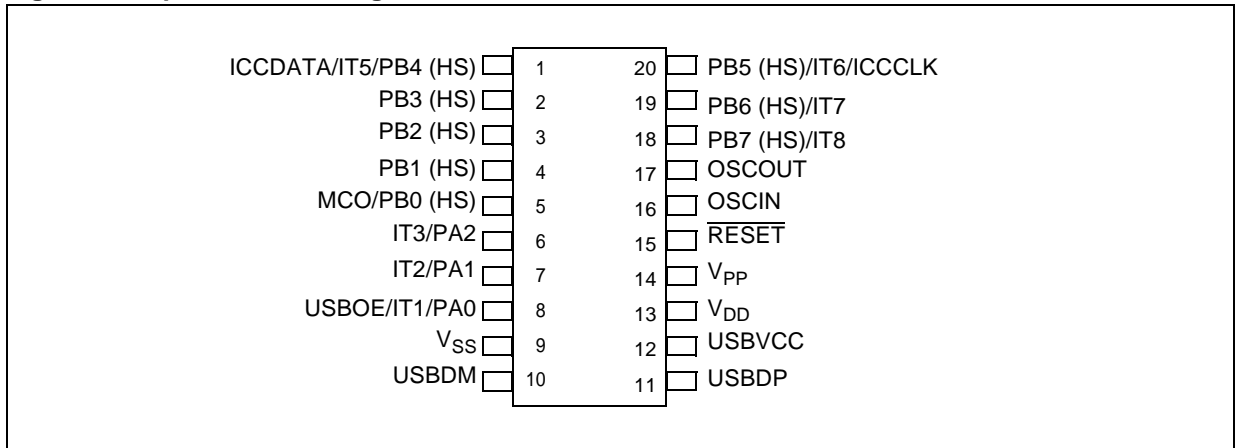 ICCDATA/IT5/PB4 (HS) 1 20 PB5 (HS)/IT6/ICCCLK
PB3 (HS) 2 19 PB6 (HS)/IT7
PB2 (HS) 3 18 PB7 (HS)/IT8
PB1 (HS) 4 17 OSCOUT
MCO/PB0 (HS) 5 16 OSCIN
IT3/PA2 6 15 RESET
IT2/PA1 7 14 VPP
USBOE/IT1/PA0 8 13 VDD
VSS 9 12 USBVCC
USBDM 10 11 USBDP